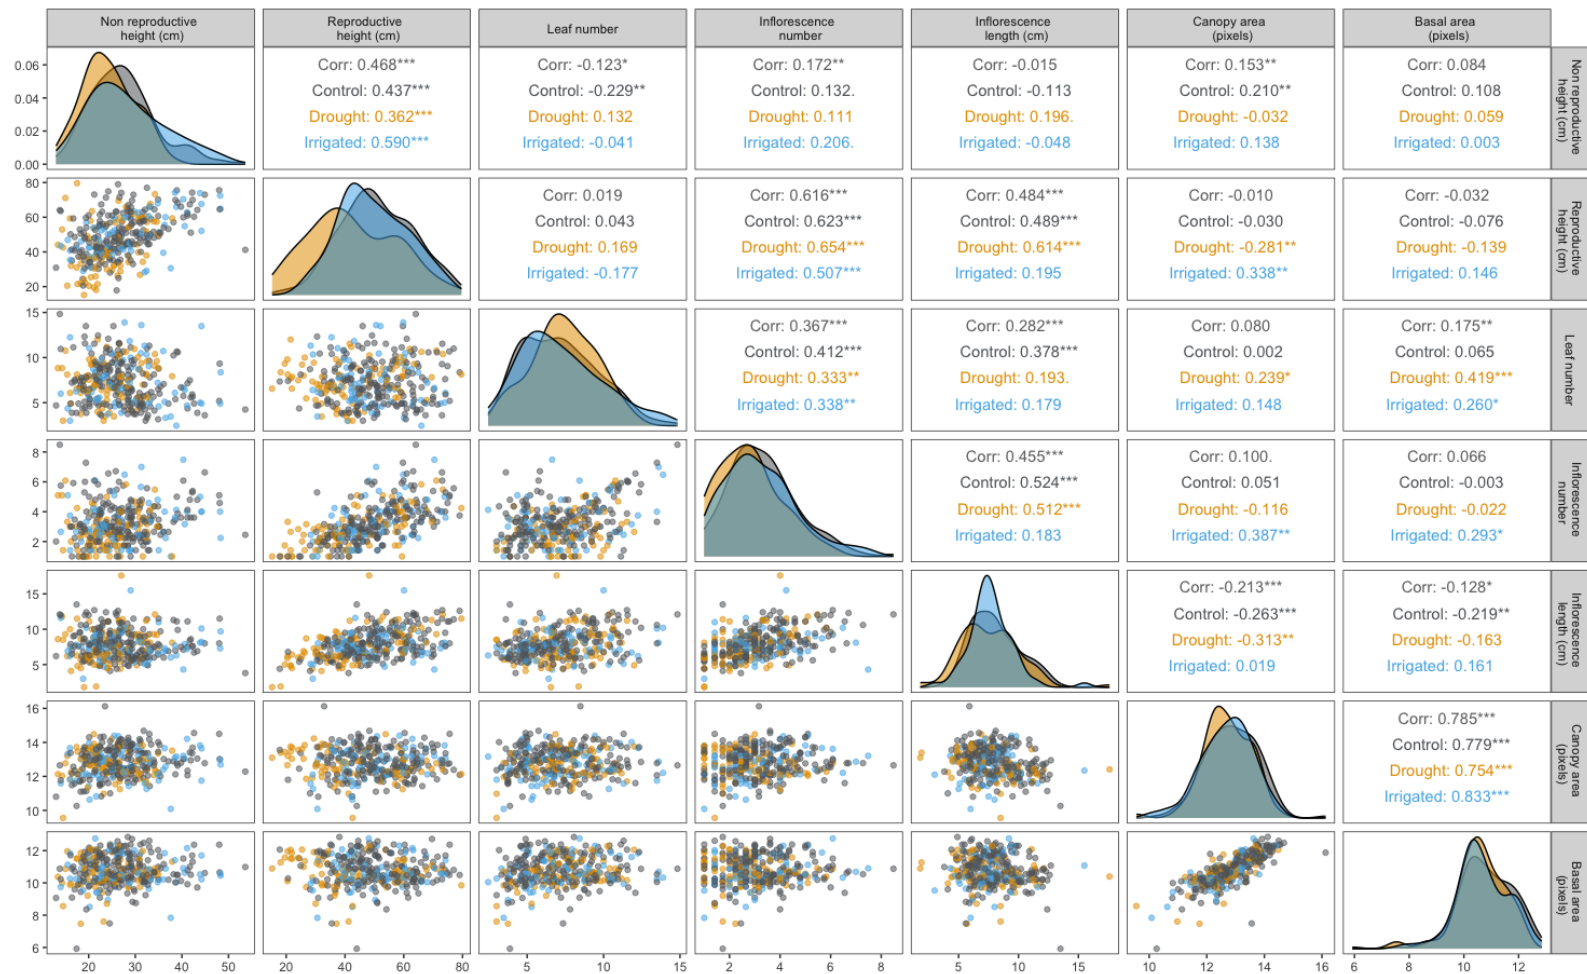 Non reproductive
height (cm)
Reproductive
height (cm)
Leaf number
Inflorescence
number
Inflorescence
length (cm)
Canopy area
(pixels)
Basal area
(pixels)
0.06
0.04
0.02
0.00
Corr: 0.468***
Control: 0.437***
Drought: 0.362***
Irrigated: 0.590***
Corr: -0.123*
Control: -0.229**
Drought: 0.132
Irrigated: -0.041
Corr: 0.172**
Control: 0.132.
Drought: 0.111
Irrigated: 0.206.
Corr: -0.015
Control: -0.113
Drought: 0.196.
Irrigated: -0.048
Corr: 0.153**
Control: 0.210**
Drought: -0.032
Irrigated: 0.138
Corr: 0.084
Control: 0.108
Drought: 0.059
Irrigated: 0.003
Non reproductive
height (cm)
80
60
40
20
Corr: 0.019
Control: 0.043
Drought: 0.169
Irrigated: -0.177
Corr: 0.616***
Control: 0.623***
Drought: 0.654***
Irrigated: 0.507***
Corr: 0.484***
Control: 0.489***
Drought: 0.614***
Irrigated: 0.195
Corr: -0.010
Control: -0.030
Drought: -0.281**
Irrigated: 0.338**
Corr: -0.032
Control: -0.076
Drought: -0.139
Irrigated: 0.146
Reproductive
height (cm)
15
10
5
Corr: 0.367***
Control: 0.412***
Drought: 0.333**
Irrigated: 0.338**
Corr: 0.282***
Control: 0.378***
Drought: 0.193.
Irrigated: 0.179
Corr: 0.080
Control: 0.002
Drought: 0.239*
Irrigated: 0.148
Corr: 0.175**
Control: 0.065
Drought: 0.419***
Irrigated: 0.260*
Leaf number
8
6
4
2
Corr: 0.455***
Control: 0.524***
Drought: 0.512***
Irrigated: 0.183
Corr: 0.100.
Control: 0.051
Drought: -0.116
Irrigated: 0.387**
Corr: 0.066
Control: -0.003
Drought: -0.022
Irrigated: 0.293*
Inflorescence
number
15
10
5
Corr: -0.213***
Control: -0.263***
Drought: -0.313**
Irrigated: 0.019
Corr: -0.128*
Control: -0.219**
Drought: -0.163
Irrigated: 0.161
Inflorescence
length (cm)
16
14
12
10
Corr: 0.785***
Control: 0.779***
Drought: 0.754***
Irrigated: 0.833***
Canopy area
(pixels)
12
10
8
6
Basal area
(pixels)
20 30 40 50
20 40 60 80
5 10 15
2 4 6 8
5 10 15
10 12 14 16
6 8 10 12